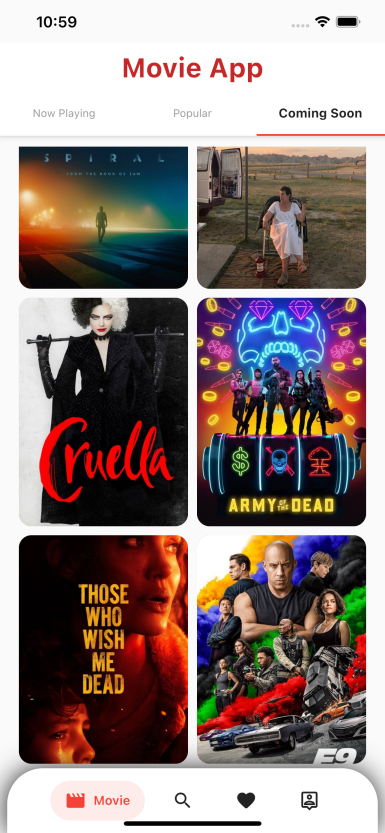 10:59
Movie App
Now Playing
Popular
Coming Soon
SPIRAL
FROM THE BOOK OF SAW
Cruella
ARMY OF THE DEAD
THOSE
WHO
WISH
ME
DEAD
F9
Movie